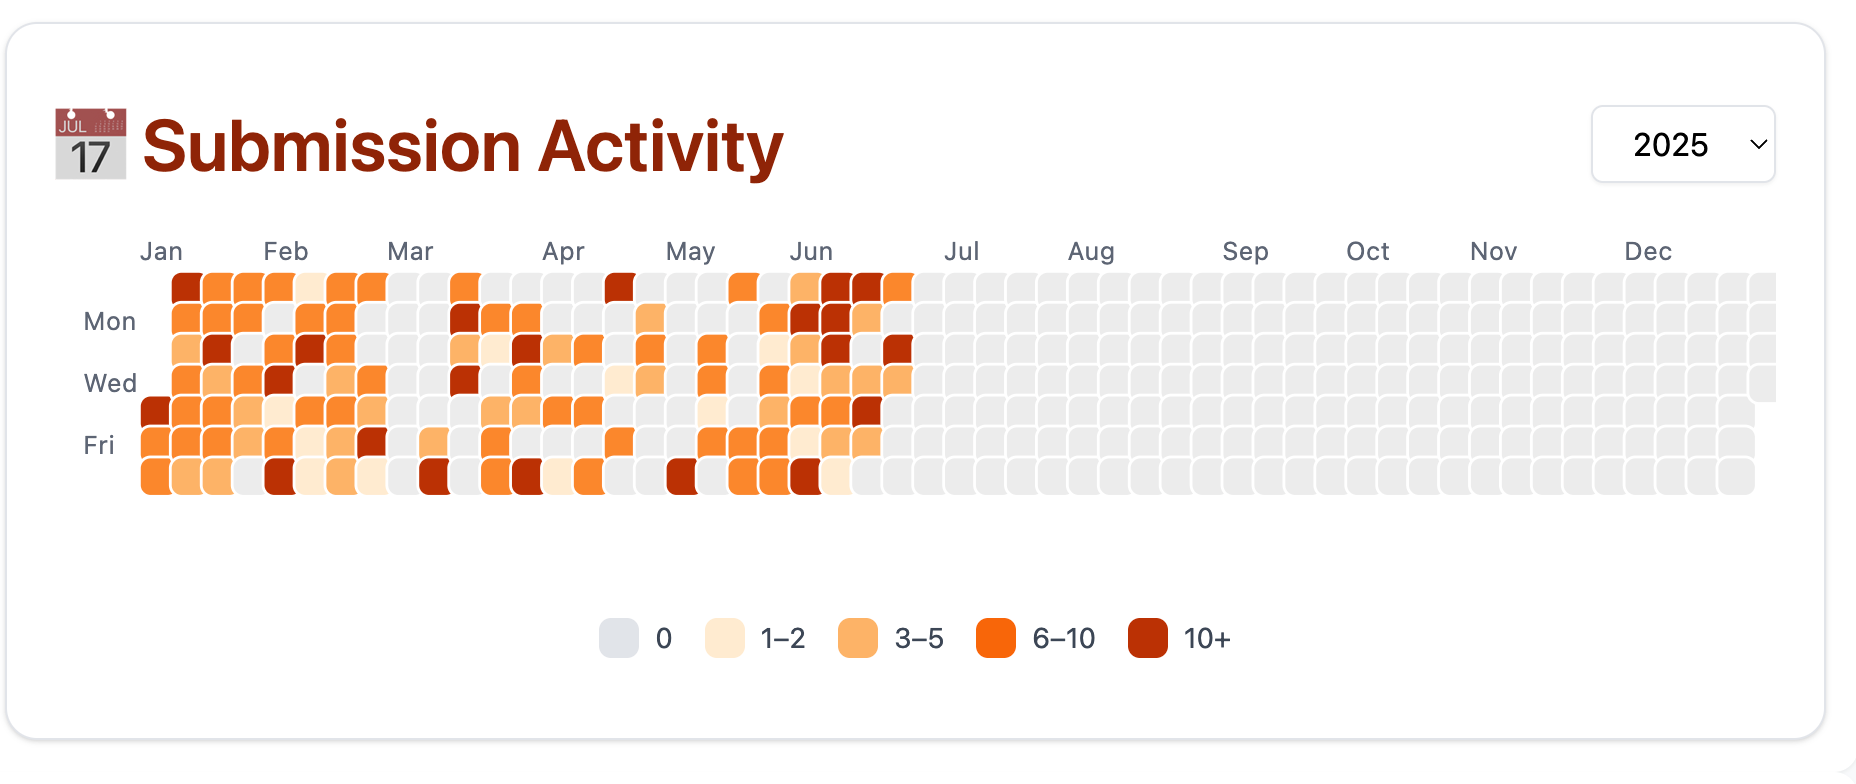 JUL
17
Submission Activity
2025
Jan Feb Mar Apr May Jun Jul Aug Sep Oct Nov Dec
Mon
Wed
Fri
0 1–2 3–5 6–10 10+